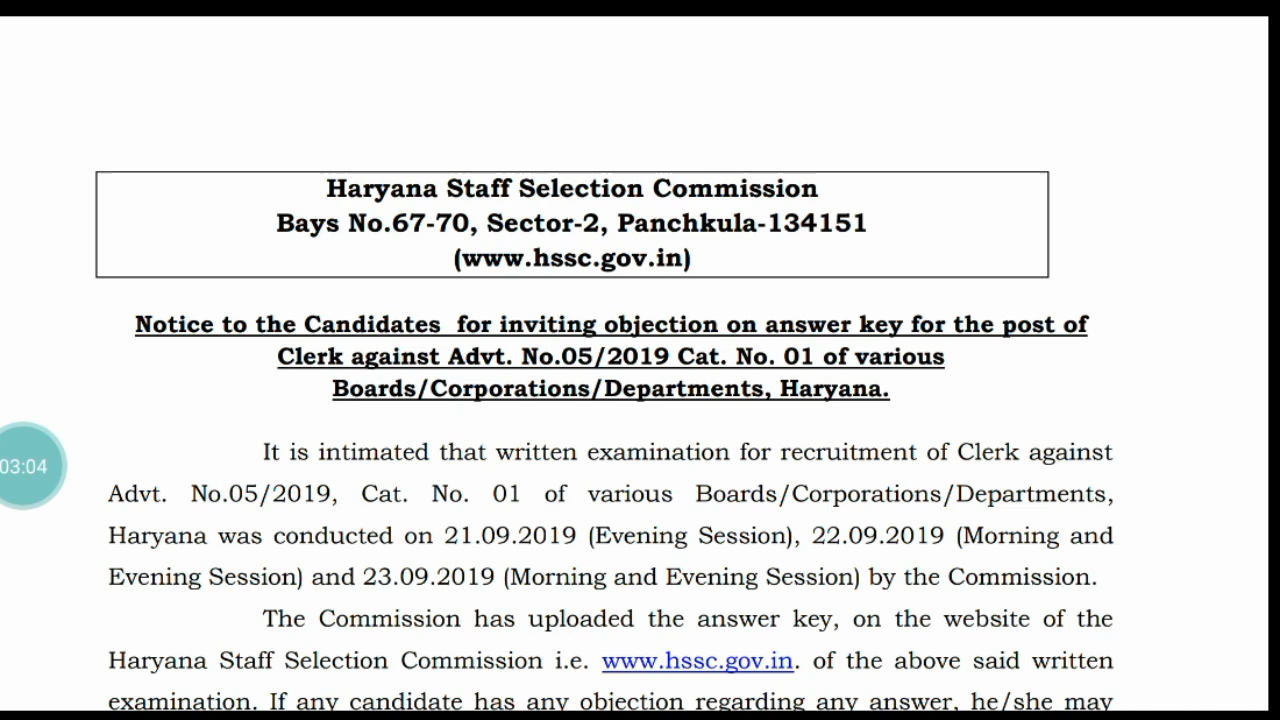 Haryana Staff Selection Commission
Bays No.67-70, Sector-2, Panchkula-134151
(www.hssc.gov.in)
Notice to the Candidates for inviting objection on answer key for the post of
Clerk against Advt. No.05/2019 Cat. No. 01 of various
Boards/Corporations/Departments, Haryana.
It is intimated that written examination for recruitment of Clerk against
03:04
Advt. No.05/2019, Cat. No. 01 of various Boards/Corporations/Departments,
Haryana was conducted on 21.09.2019 (Evening Session), 22.09.2019 (Morning and
Evening Session) and 23.09.2019 (Morning and Evening Session) by the Commission.
The Commission has uploaded the answer key, on the website of the
Haryana Staff Selection Commission i.e. www.hssc.gov.in. of the above said written
examination. If any candidate has any objection regarding any answer, he/she may